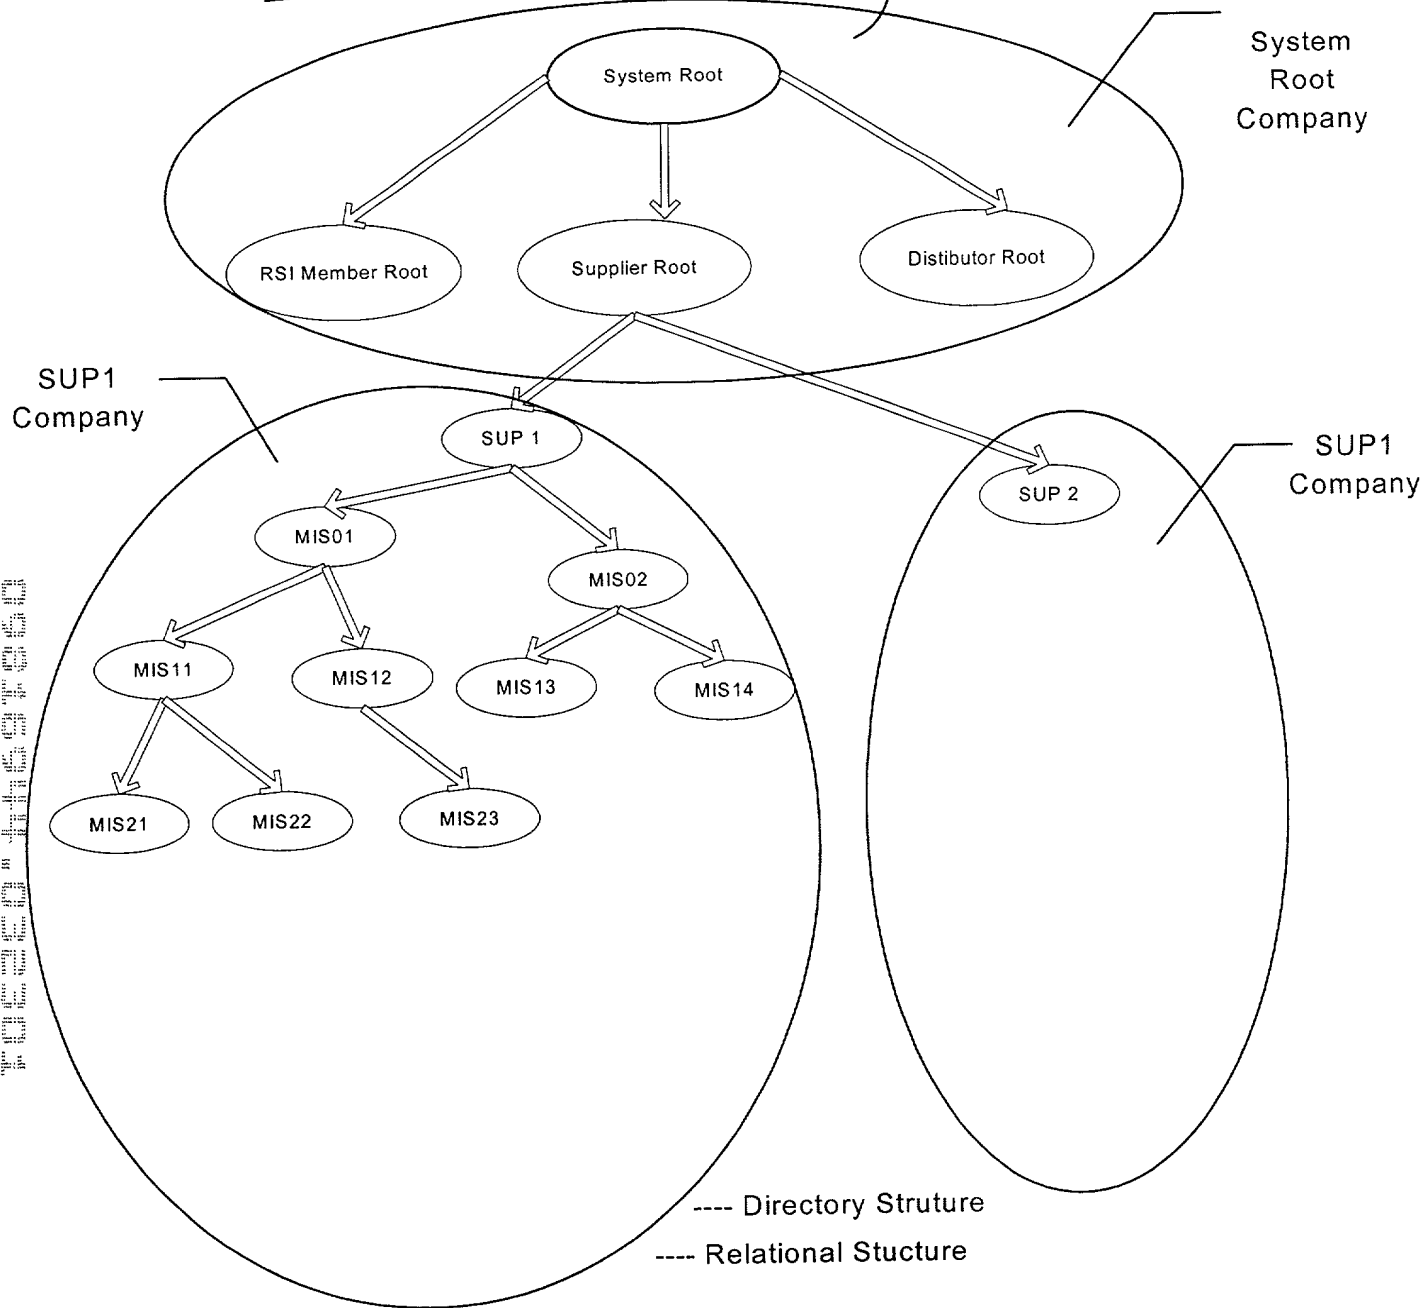 System
Root
Company
System Root
RSI Member Root
Supplier Root
Distibutor Root
SUP1
Company
SUP 1
SUP1
Company
SUP 2
MIS01
MIS02
MIS11
MIS12
MIS13
MIS14
MIS21
MIS22
MIS23
---- Directory Struture
---- Relational Stucture